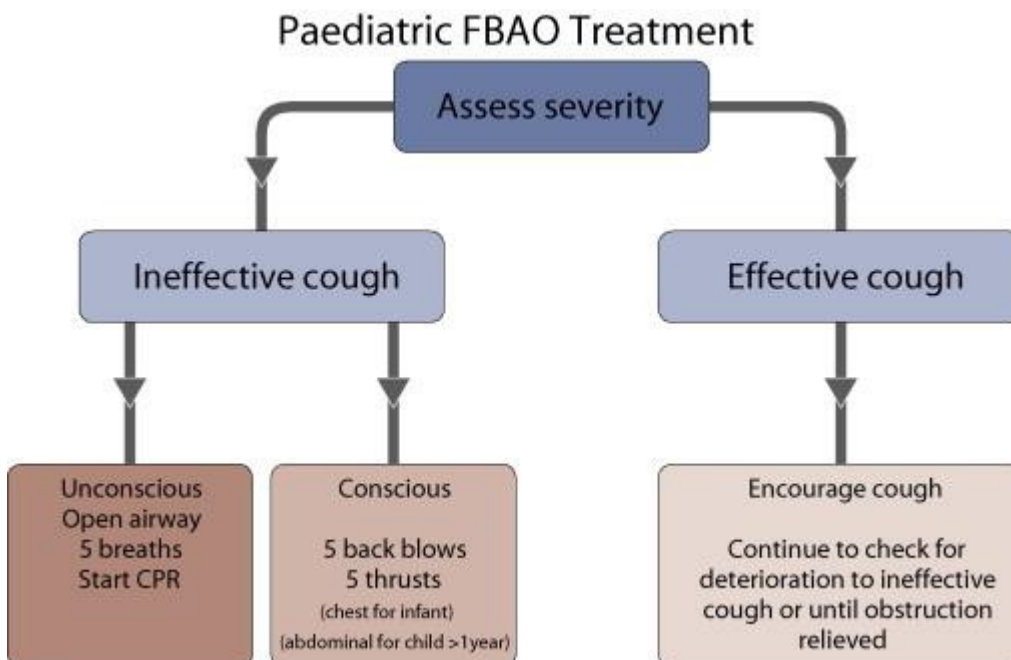 Paediatric FBAO Treatment
Assess severity
Ineffective cough
Effective cough
Unconscious
Open airway
5 breaths
Start CPR
Conscious
5 back blows
5 thrusts
(chest for infant)
(abdominal for child >1year)
Encourage cough
Continue to check for
deterioration to ineffective
cough or until obstruction
relieved